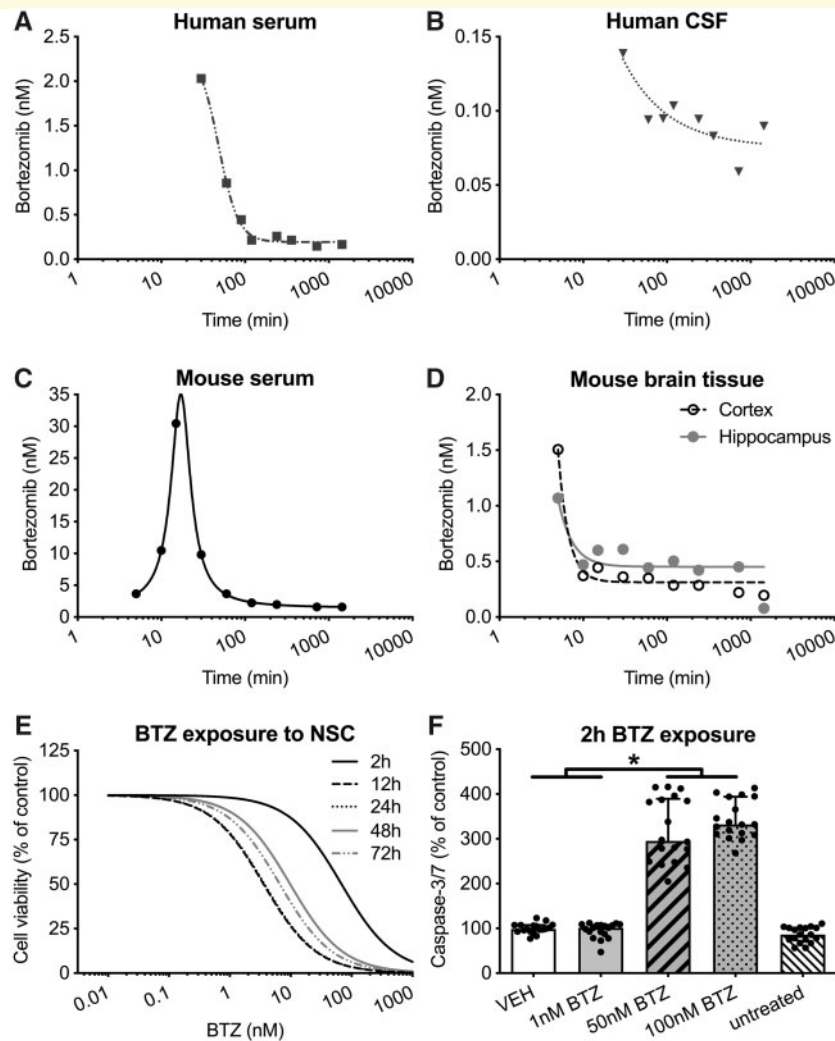 A
Human serum
Bortezomib (nM)
2.5
2.0
1.5
1.0
0.5
0.0
1
10
100
1000
10000
Time (min)
B
Human CSF
Bortezomib (nM)
0.15
0.10
0.05
0.00
1
10
100
1000
10000
Time (min)
C
Mouse serum
Bortezomib (nM)
35
30
25
20
15
10
5
0
1
10
100
1000
10000
Time (min)
D
Mouse brain tissue
Cortex
Hippocampus
Bortezomib (nM)
2.0
1.5
1.0
0.5
0.0
1
10
100
1000
10000
Time (min)
E
BTZ exposure to NSC
2h
12h
24h
48h
72h
Cell viability (% of control)
125
100
75
50
25
0
0.01
0.1
1
10
100
1000
BTZ (nM)
F
2h BTZ exposure
*
Caspase-3/7 (% of control)
500
400
300
200
100
0
VEH
1nM BTZ
50nM BTZ
100nM BTZ
untreated